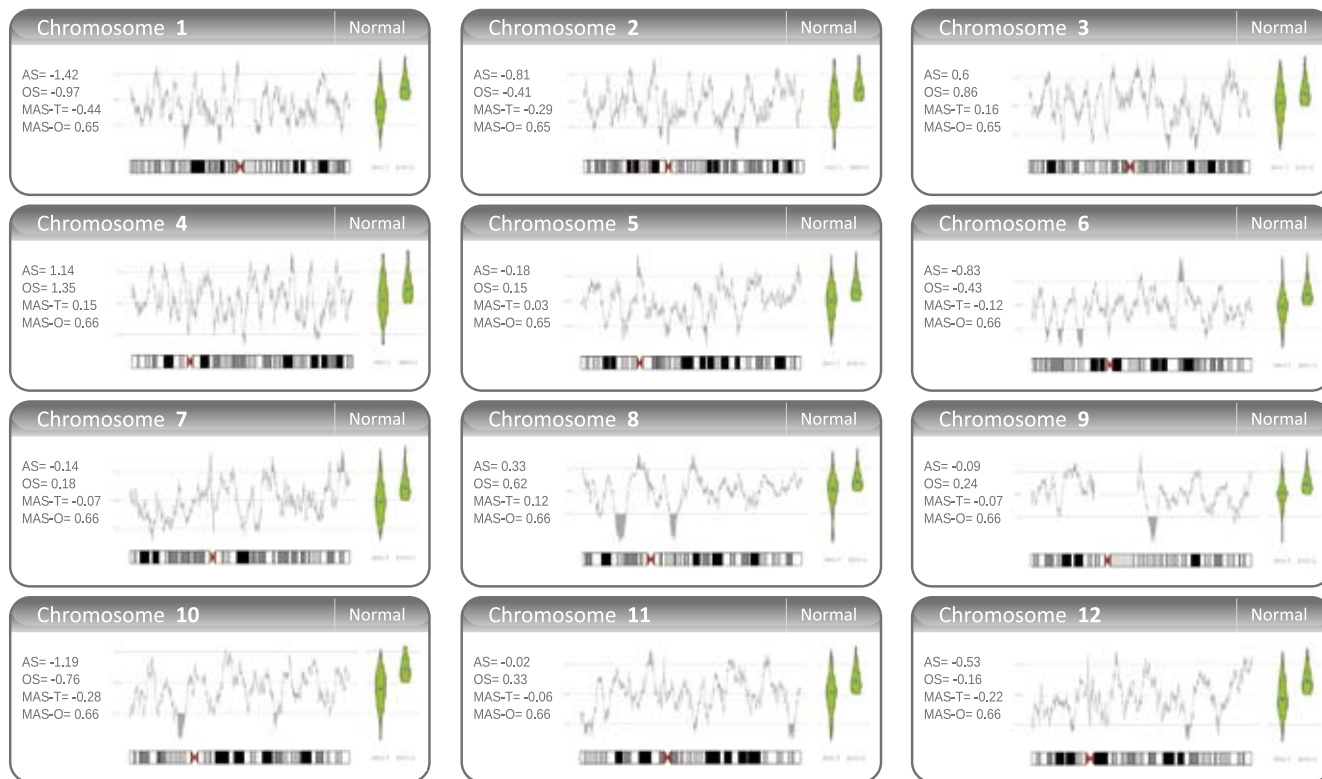 Chromosome 1 Normal
AS= -1.42
OS= -0.97
MAS-T= -0.44
MAS-O= 0.65
Chromosome 2 Normal
AS= -0.81
OS= -0.41
MAS-T= -0.29
MAS-O= 0.65
Chromosome 3 Normal
AS= 0.6
OS= 0.86
MAS-T= 0.16
MAS-O= 0.65
Chromosome 4 Normal
AS= 1.14
OS= 1.35
MAS-T= 0.15
MAS-O= 0.66
Chromosome 5 Normal
AS= -0.18
OS= 0.15
MAS-T= 0.03
MAS-O= 0.65
Chromosome 6 Normal
AS= -0.83
OS= -0.43
MAS-T= -0.12
MAS-O= 0.66
Chromosome 7 Normal
AS= -0.14
OS= 0.18
MAS-T= -0.07
MAS-O= 0.66
Chromosome 8 Normal
AS= 0.33
OS= 0.62
MAS-T= 0.12
MAS-O= 0.66
Chromosome 9 Normal
AS= -0.09
OS= 0.24
MAS-T= -0.07
MAS-O= 0.66
Chromosome 10 Normal
AS= -1.19
OS= -0.76
MAS-T= -0.28
MAS-O= 0.66
Chromosome 11 Normal
AS= -0.02
OS= 0.33
MAS-T= -0.06
MAS-O= 0.66
Chromosome 12 Normal
AS= -0.53
OS= -0.16
MAS-T= -0.22
MAS-O= 0.66